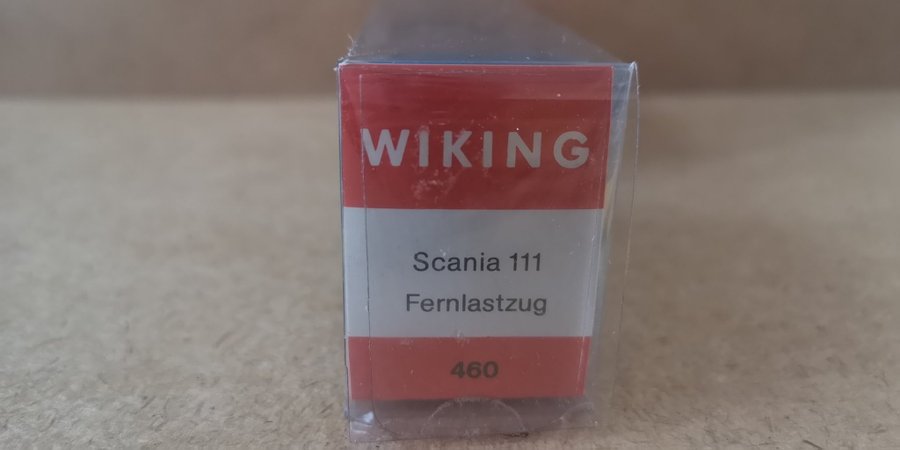 WIKING
Scania 111
Fernlastzug
460